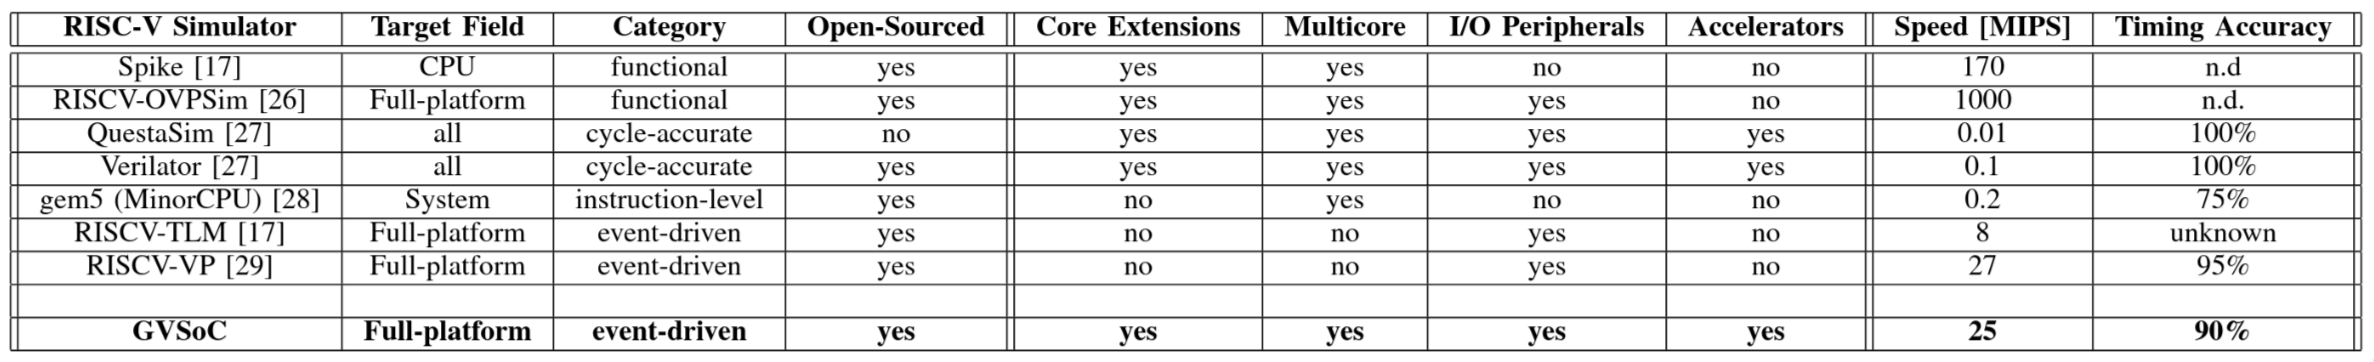 RISC-V Simulator Target Field Category Open-Sourced Core Extensions Multicore I/O Peripherals Accelerators Speed [MIPS] Timing Accuracy
Spike [17] CPU functional yes yes yes no no 170 n.d
RISCV-OVPSim [26] Full-platform functional yes yes yes yes no 1000 n.d.
QuestaSim [27] all cycle-accurate no yes yes yes yes 0.01 100%
Verilator [27] all cycle-accurate yes yes yes yes yes 0.1 100%
gem5 (MinorCPU) [28] System instruction-level yes no yes no no 0.2 75%
RISCV-TLM [17] Full-platform event-driven yes no no yes no 8 unknown
RISCV-VP [29] Full-platform event-driven yes no no yes no 27 95%
GVSoC Full-platform event-driven yes yes yes yes yes 25 90%